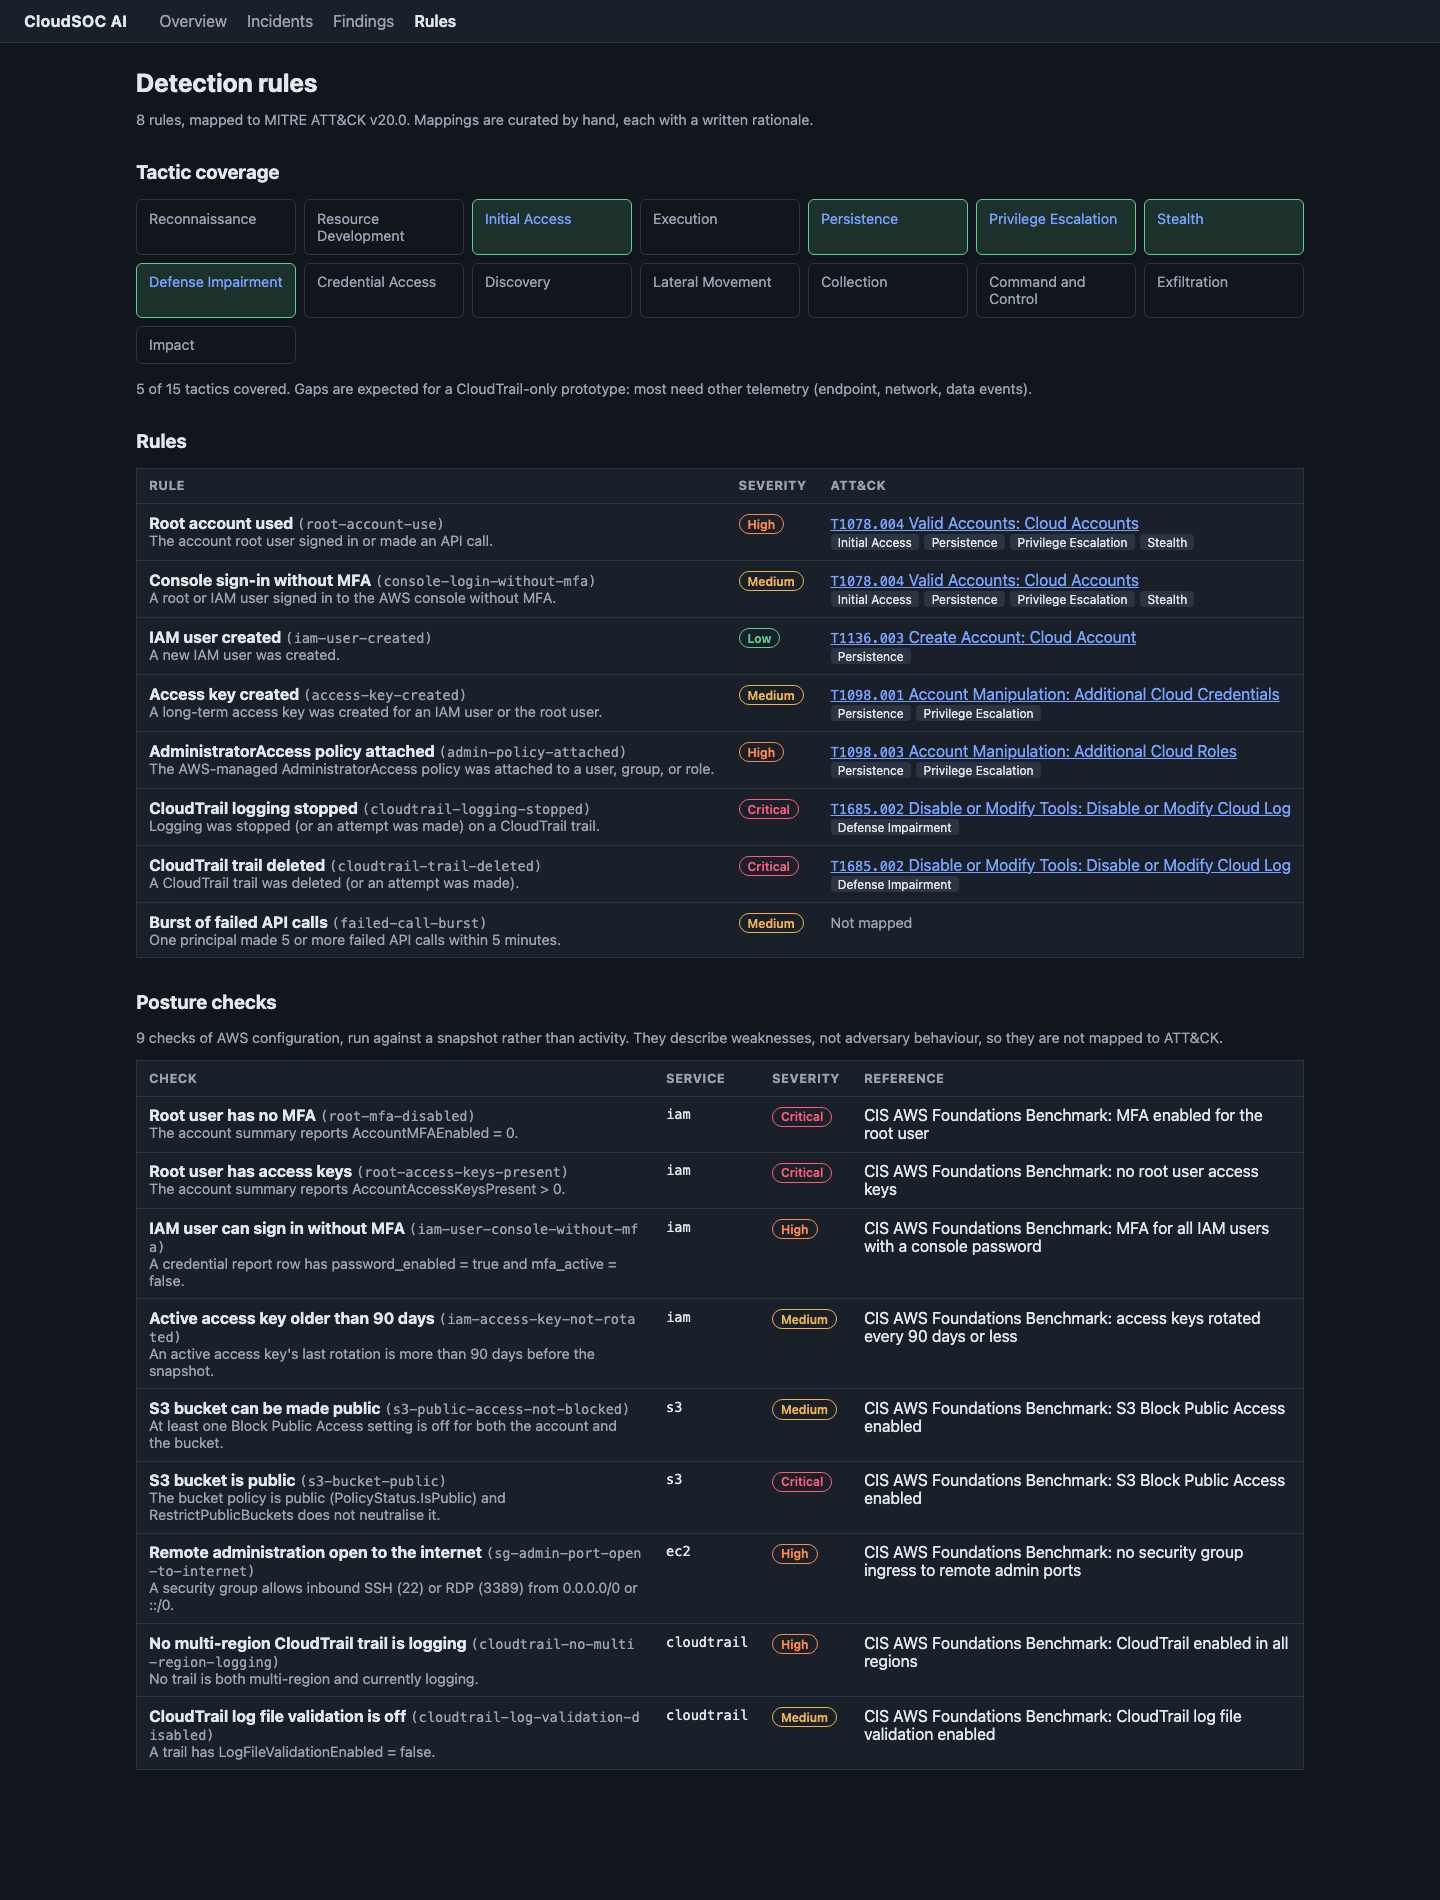 CloudSOC AI Overview Incidents Findings Rules
Detection rules
8 rules, mapped to MITRE ATT&CK v20.0. Mappings are curated by hand, each with a written rationale.
Tactic coverage
Reconnaissance
Resource
Development
Initial Access
Execution
Persistence
Privilege Escalation
Stealth
Defense Impairment
Credential Access
Discovery
Lateral Movement
Collection
Command and
Control
Exfiltration
Impact
5 of 15 tactics covered. Gaps are expected for a CloudTrail-only prototype: most need other telemetry (endpoint, network, data events).
Rules
RULE SEVERITY ATT&CK
Root account used (root-account-use) High T1078.004 Valid Accounts: Cloud Accounts
The account root user signed in or made an API call. Initial Access Persistence Privilege Escalation Stealth
Console sign-in without MFA (console-login-without-mfa) Medium T1078.004 Valid Accounts: Cloud Accounts
A root or IAM user signed in to the AWS console without MFA. Initial Access Persistence Privilege Escalation Stealth
IAM user created (iam-user-created) Low T1136.003 Create Account: Cloud Account
A new IAM user was created. Persistence
Access key created (access-key-created) Medium T1098.001 Account Manipulation: Additional Cloud Credentials
A long-term access key was created for an IAM user or the root user. Persistence Privilege Escalation
AdministratorAccess policy attached (admin-policy-attached) High T1098.003 Account Manipulation: Additional Cloud Roles
The AWS-managed AdministratorAccess policy was attached to a user, group, or role. Persistence Privilege Escalation
CloudTrail logging stopped (cloudtrail-logging-stopped) Critical T1685.002 Disable or Modify Tools: Disable or Modify Cloud Log
Logging was stopped (or an attempt was made) on a CloudTrail trail. Defense Impairment
CloudTrail trail deleted (cloudtrail-trail-deleted) Critical T1685.002 Disable or Modify Tools: Disable or Modify Cloud Log
A CloudTrail trail was deleted (or an attempt was made). Defense Impairment
Burst of failed API calls (failed-call-burst) Medium Not mapped
One principal made 5 or more failed API calls within 5 minutes.
Posture checks
9 checks of AWS configuration, run against a snapshot rather than activity. They describe weaknesses, not adversary behaviour, so they are not mapped to ATT&CK.
CHECK SERVICE SEVERITY REFERENCE
Root user has no MFA (root-mfa-disabled) iam Critical CIS AWS Foundations Benchmark: MFA enabled for the
The account summary reports AccountMFAEnabled = 0. root user
Root user has access keys (root-access-keys-present) iam Critical CIS AWS Foundations Benchmark: no root user access
The account summary reports AccountAccessKeysPresent > 0. keys
IAM user can sign in without MFA (iam-user-console-without-mf iam High CIS AWS Foundations Benchmark: MFA for all IAM users
a) with a console password
A credential report row has password_enabled = true and mfa_active =
false.
Active access key older than 90 days (iam-access-key-not-rota iam Medium CIS AWS Foundations Benchmark: access keys rotated
ted) every 90 days or less
An active access key's last rotation is more than 90 days before the
snapshot.
S3 bucket can be made public (s3-public-access-not-blocked) s3 Medium CIS AWS Foundations Benchmark: S3 Block Public Access
At least one Block Public Access setting is off for both the account and enabled
the bucket.
S3 bucket is public (s3-bucket-public) s3 Critical CIS AWS Foundations Benchmark: S3 Block Public Access
The bucket policy is public (PolicyStatus.IsPublic) and enabled
RestrictPublicBuckets does not neutralise it.
Remote administration open to the internet (sg-admin-port-open ec2 High CIS AWS Foundations Benchmark: no security group
-to-internet) ingress to remote admin ports
A security group allows inbound SSH (22) or RDP (3389) from 0.0.0.0/0 or
::/0.
No multi-region CloudTrail trail is logging (cloudtrail-no-multi cloudtrail High CIS AWS Foundations Benchmark: CloudTrail enabled in all
-region-logging) regions
No trail is both multi-region and currently logging.
CloudTrail log file validation is off (cloudtrail-log-validation-d cloudtrail Medium CIS AWS Foundations Benchmark: CloudTrail log file
isabled) validation enabled
A trail has LogFileValidationEnabled = false.